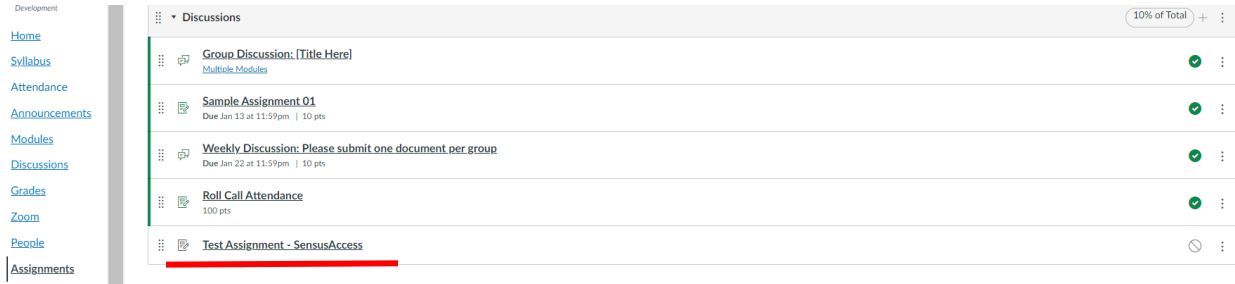 Development
Home
Syllabus
Attendance
Announcements
Modules
Discussions
Grades
Zoom
People
Assignments
Discussions
10% of Total
Group Discussion: [Title Here]
Multiple Modules
Sample Assignment 01
Due Jan 13 at 11:59pm | 10 pts
Weekly Discussion: Please submit one document per group
Due Jan 22 at 11:59pm | 10 pts
Roll Call Attendance
100 pts
Test Assignment - SensusAccess